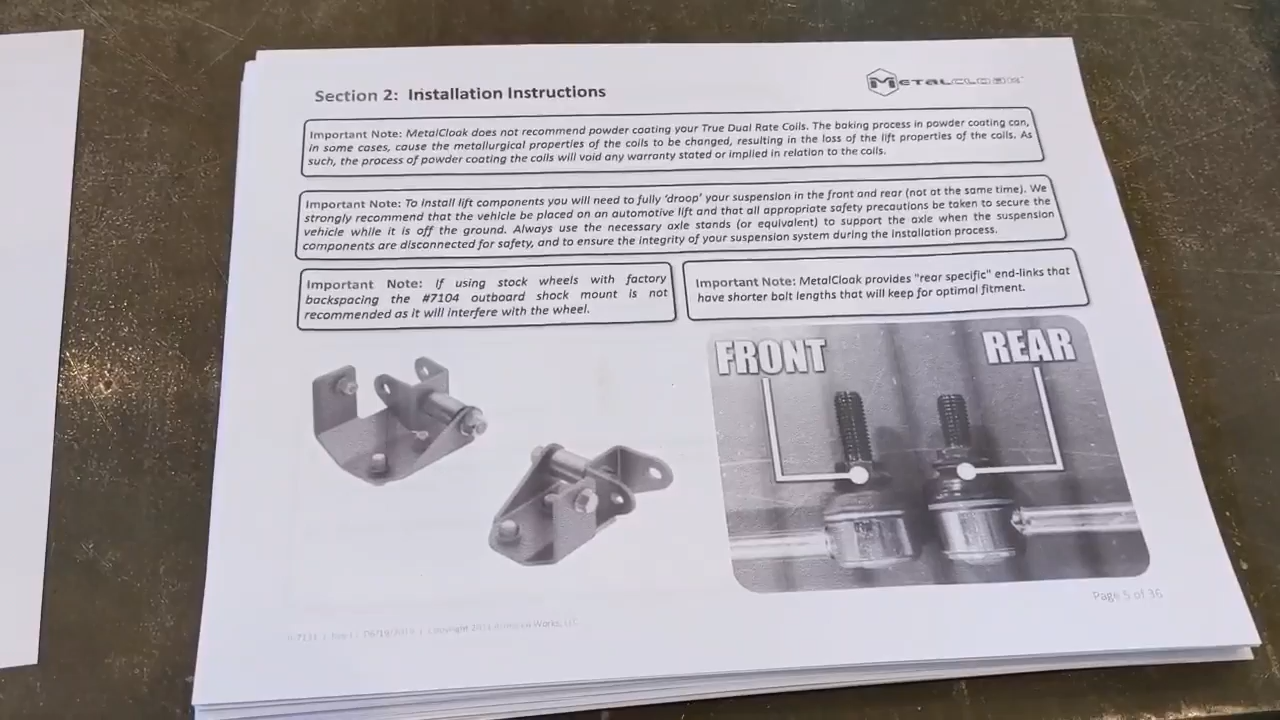 Section 2: Installation Instructions
METALCLOAK
Important Note: MetalCloak does not recommend powder coating your True Dual Rate Coils. The baking process in powder coating can,
in some cases, cause the metallurgical properties of the coils to be changed, resulting in the loss of the lift properties of the coils. As
such, the process of powder coating the coils will void any warranty stated or implied in relation to the coils.
Important Note: To install lift components you will need to fully 'droop' your suspension in the front and rear (not at the same time). We
strongly recommend that the vehicle be placed on an automotive lift and that all appropriate safety precautions be taken to secure the
vehicle while it is off the ground. Always use the necessary axle stands (or equivalent) to support the axle when the suspension
components are disconnected for safety, and to ensure the integrity of your suspension system during the installation process.
Important Note: If using stock wheels with factory
backspacing the #7104 outboard shock mount is not
recommended as it will interfere with the wheel.
Important Note: MetalCloak provides "rear specific" end-links that
have shorter bolt lengths that will keep for optimal fitment.
FRONT
REAR
Page 5 of 36
Copyright
Works, LLC